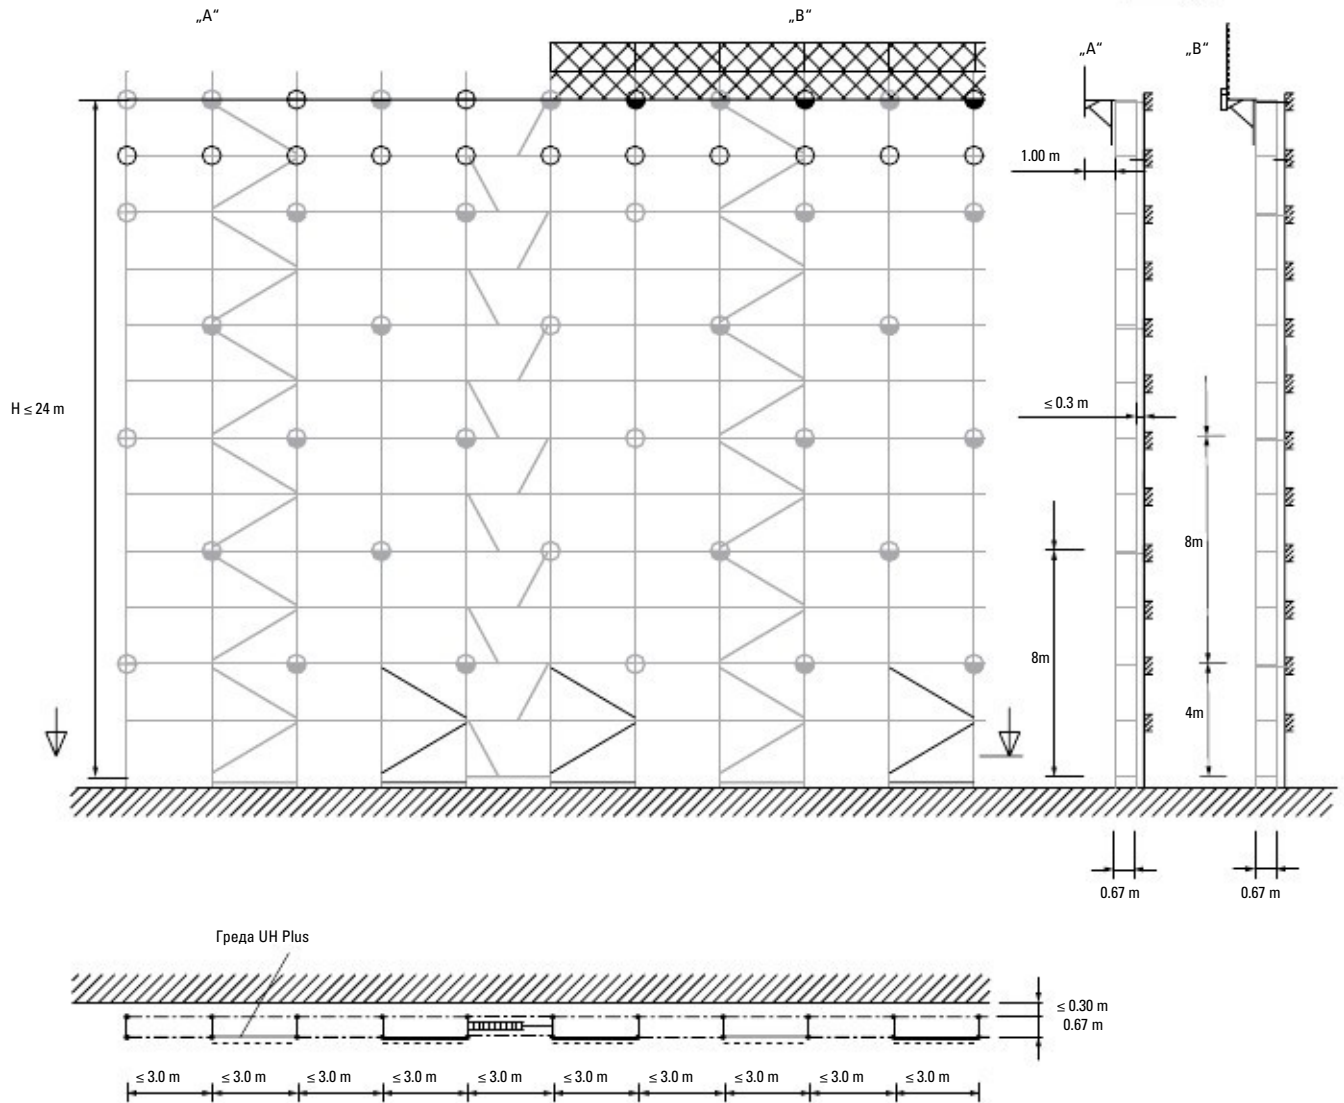 „A“
„B“
„A“
„B“
1.00 m
H ≤ 24 m
≤ 0.3 m
8m
8m
4m
0.67 m
0.67 m
Греда UH Plus
≤ 0.30 m
0.67 m
≤ 3.0 m
≤ 3.0 m
≤ 3.0 m
≤ 3.0 m
≤ 3.0 m
≤ 3.0 m
≤ 3.0 m
≤ 3.0 m
≤ 3.0 m
≤ 3.0 m